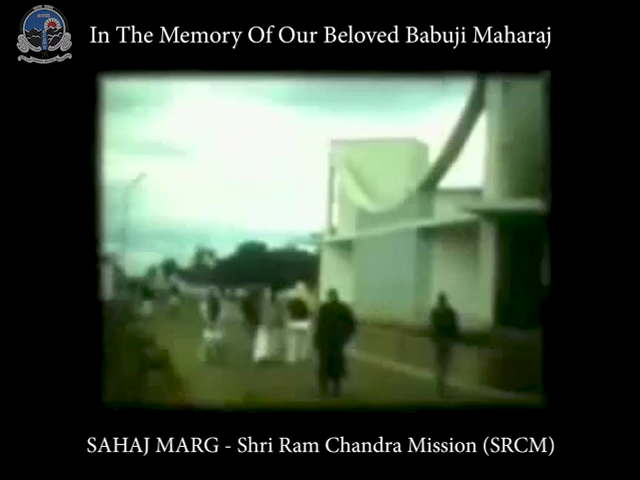 In The Memory Of Our Beloved Babuji Maharaj
SAHAJ MARG - Shri Ram Chandra Mission (SRCM)